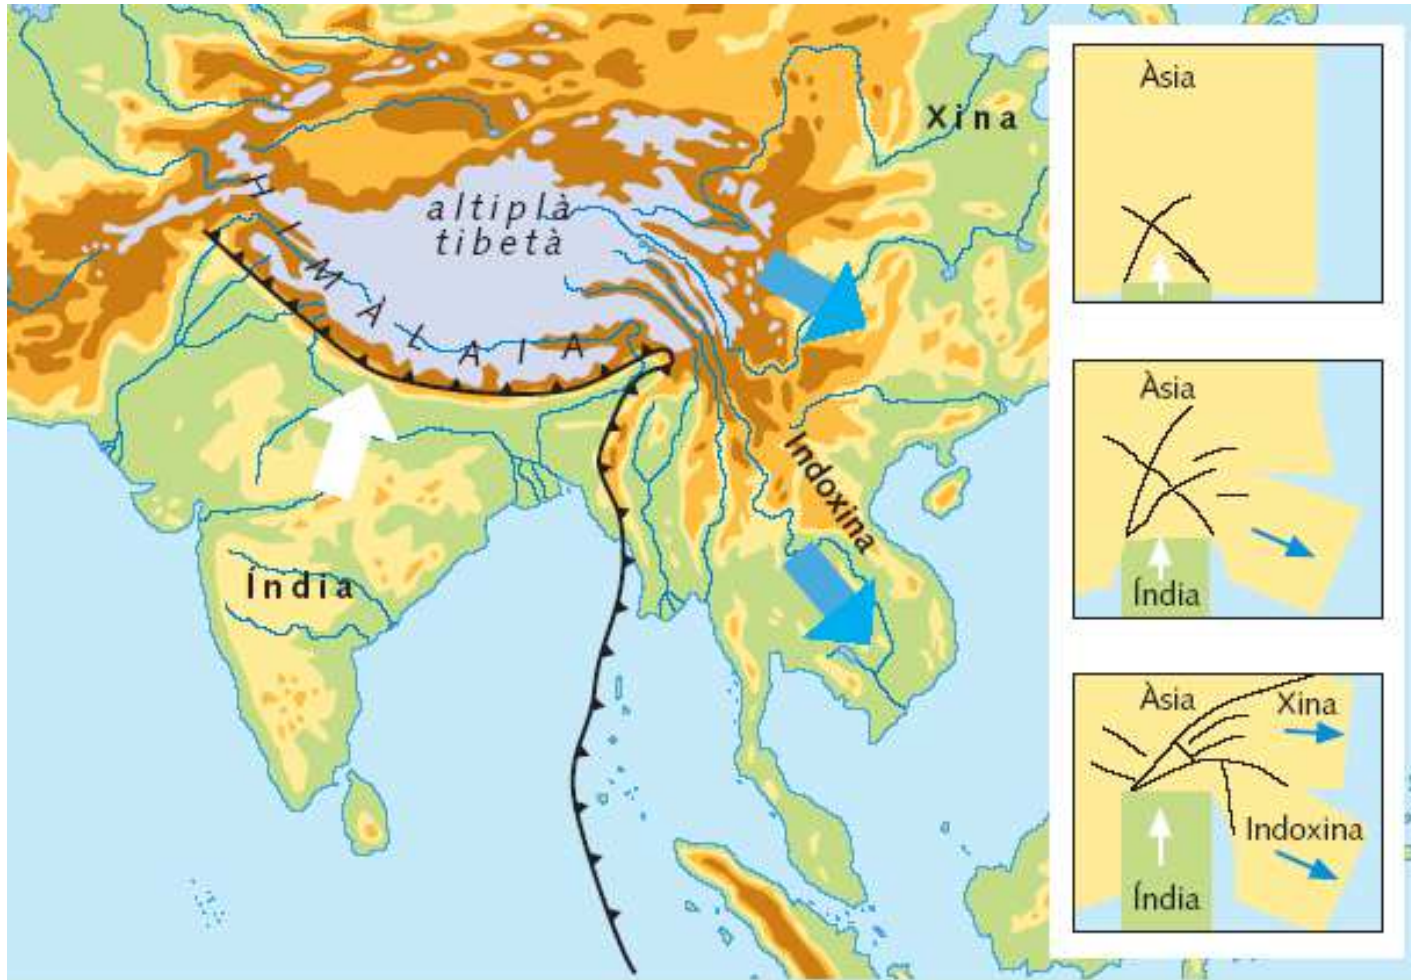 Xina
altiplà
tibetà
HIMÀLAIA
Indoxina
Índia
Àsia
Àsia
Índia
Àsia
Xina
Indoxina
Índia